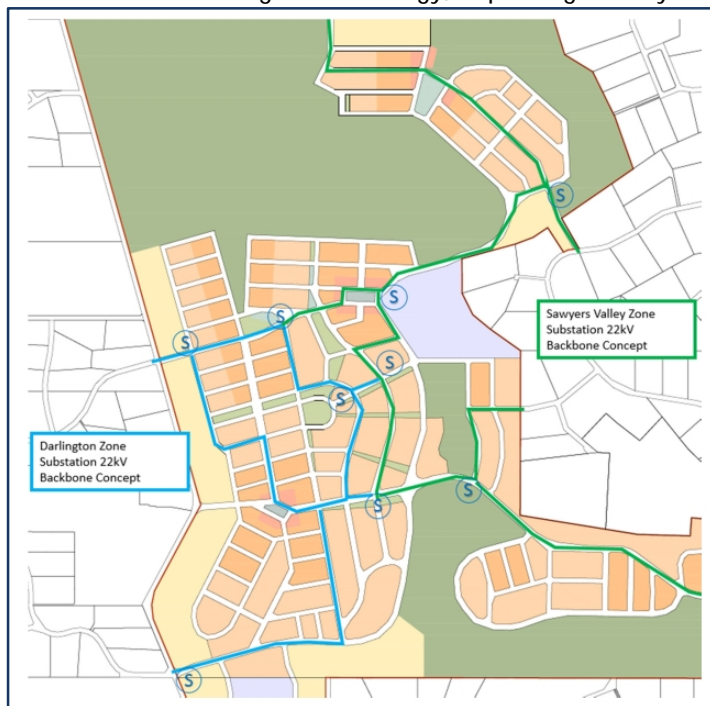 S
S
Sawyers Valley Zone
Substation 22kV
Backbone Concept
S
S
S
S
Darlington Zone
Substation 22kV
Backbone Concept
S
S
S